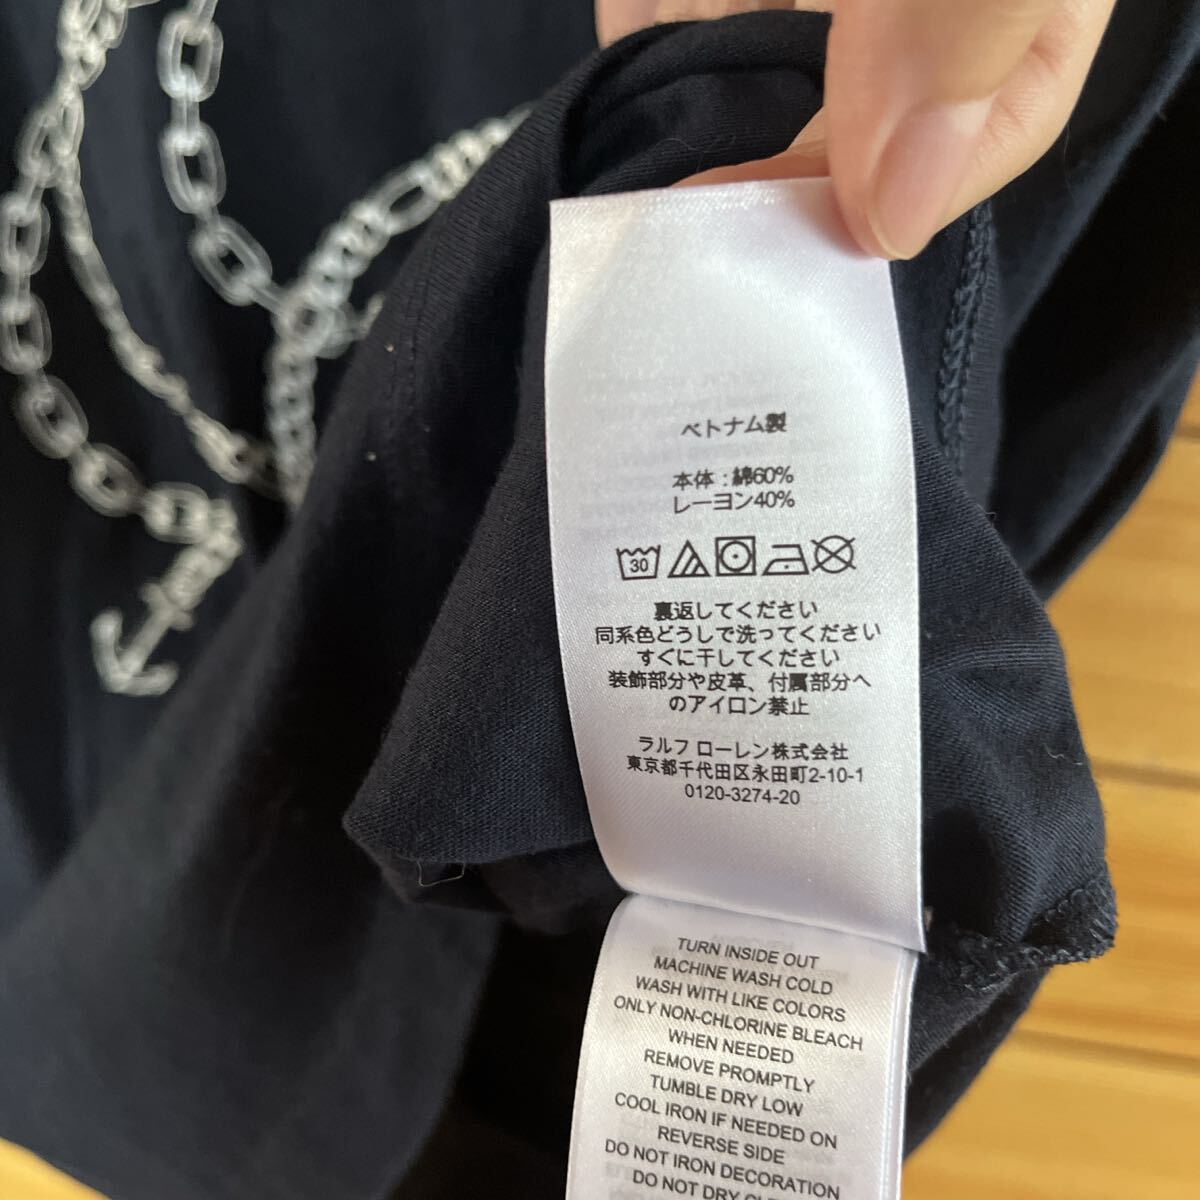 ベトナム製
本体:綿60%
レーヨン40%
30
裏返してください
同系色どうしで洗ってください
すぐに干してください
装飾部分や皮革、付属部分へ
のアイロン禁止
ラルフ ローレン株式会社
東京都千代田区永田町2-10-1
0120-3274-20
TURN INSIDE OUT
MACHINE WASH COLD
WASH WITH LIKE COLORS
ONLY NON-CHLORINE BLEACH
WHEN NEEDED
REMOVE PROMPTLY
TUMBLE DRY LOW
COOL IRON IF NEEDED ON
REVERSE SIDE
DO NOT IRON DECORATION
DO NOT DRY